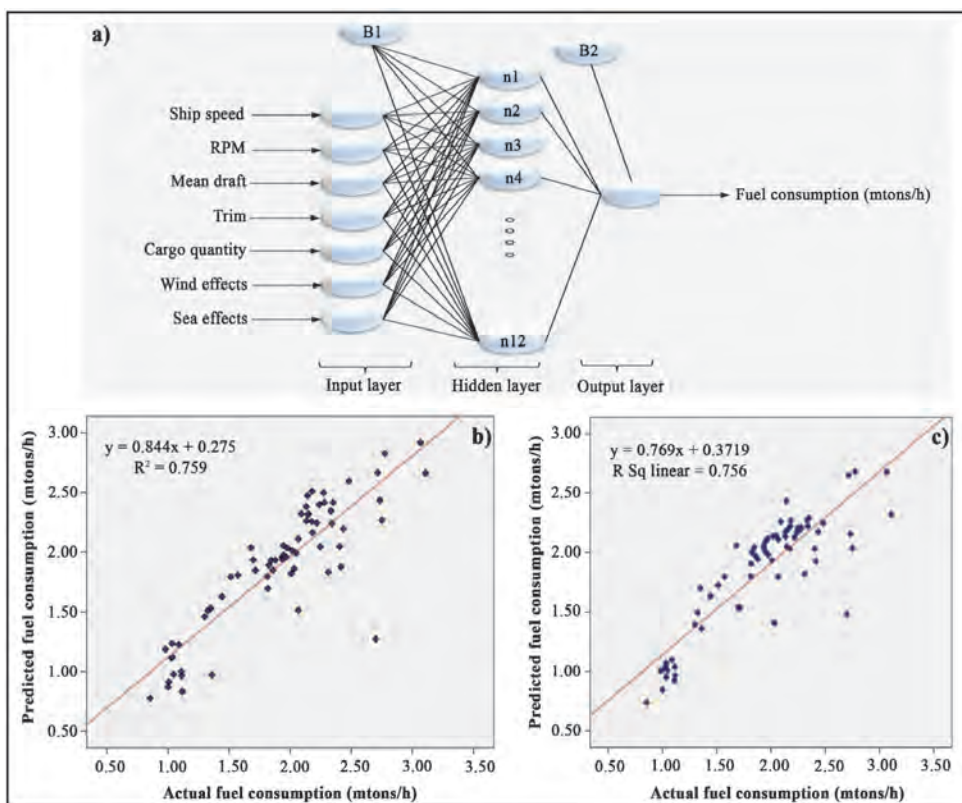 a)
B1
B2
n1
n2
n3
n4
n12
Ship speed
RPM
Mean draft
Trim
Cargo quantity
Wind effects
Sea effects
Fuel consumption (mtons/h)
Input layer
Hidden layer
Output layer
b)
y = 0.844x + 0.275
R² = 0.759
Predicted fuel consumption (mtons/h)
3.00
2.50
2.00
1.50
1.00
0.50
0.50 1.00 1.50 2.00 2.50 3.00 3.50
Actual fuel consumption (mtons/h)
c)
y = 0.769x + 0.3719
R Sq linear = 0.756
Predicted fuel consumption (mtons/h)
3.00
2.50
2.00
1.50
1.00
0.50
0.50 1.00 1.50 2.00 2.50 3.00 3.50
Actual fuel consumption (mtons/h)